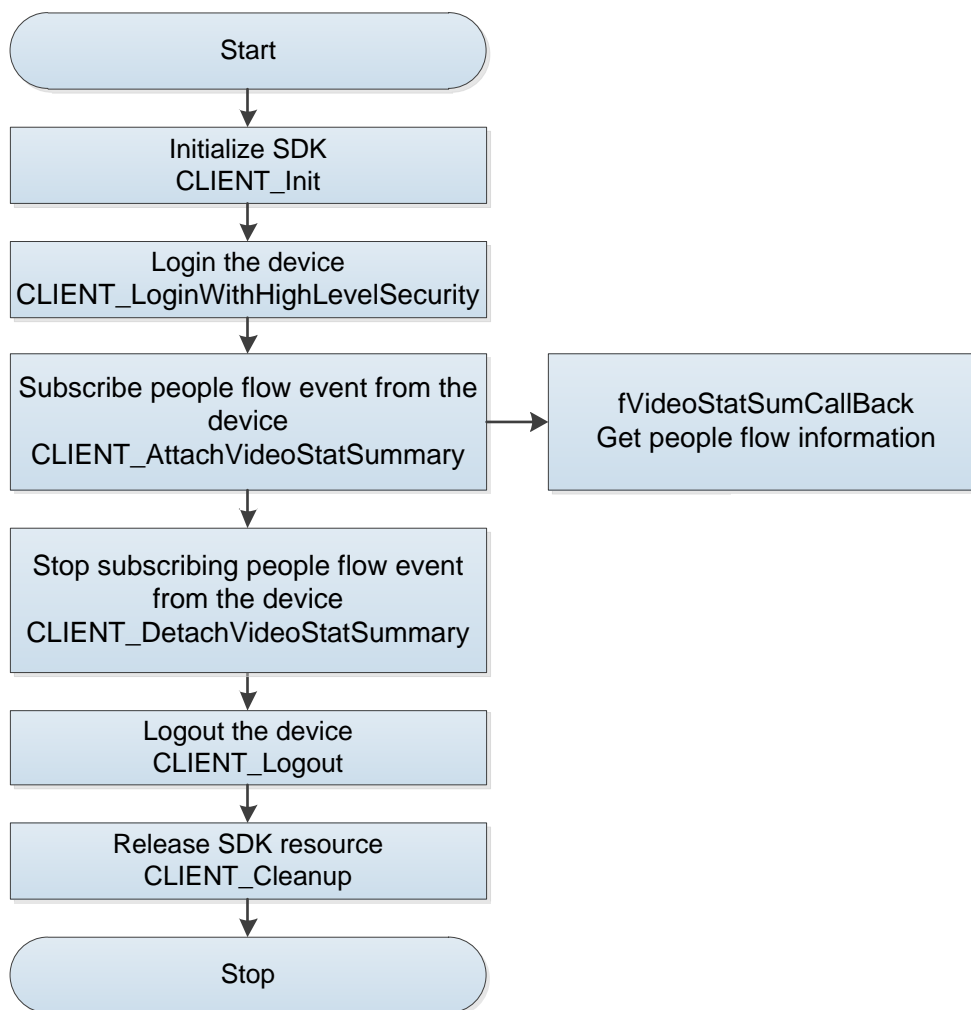 Start
Initialize SDK
CLIENT_Init
Login the device
CLIENT_LoginWithHighLevelSecurity
Subscribe people flow event from the
device
CLIENT_AttachVideoStatSummary
fVideoStatSumCallBack
Get people flow information
Stop subscribing people flow event
from the device
CLIENT_DetachVideoStatSummary
Logout the device
CLIENT_Logout
Release SDK resource
CLIENT_Cleanup
Stop